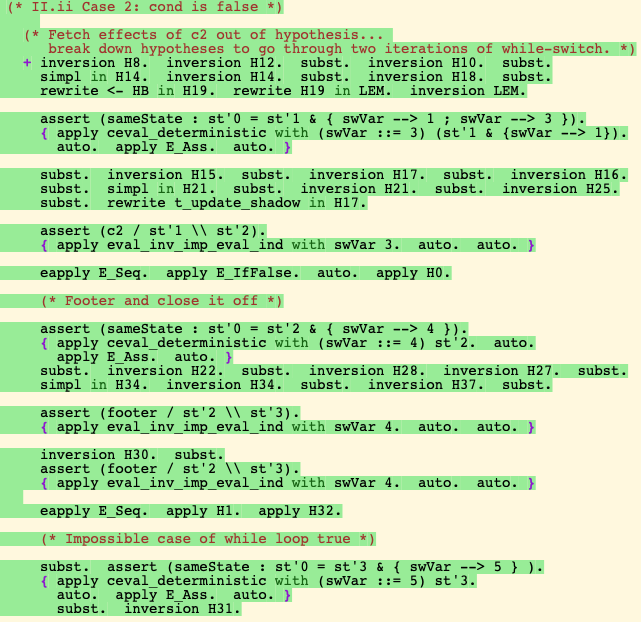 (* II.ii Case 2: cond is false *)
(* Fetch effects of c2 out of hypothesis...
break down hypotheses to go through two iterations of while-switch. *)
+ inversion H8. inversion H12. subst. inversion H10. subst.
simpl in H14. inversion H14. inversion H18. subst.
rewrite <- HB in H19. rewrite H19 in LEM. inversion LEM.
assert (sameState : st'0 = st'1 & { swVar --> 1 ; swVar --> 3 }).
{ apply ceval_deterministic with (swVar ::= 3) (st'1 & {swVar --> 1}).
auto. apply E_Ass. auto. }
subst. inversion H15. subst. inversion H17. subst. inversion H16.
subst. simpl in H21. subst. inversion H21. subst. inversion H25.
subst. rewrite t_update_shadow in H17.
assert (c2 / st'1 \\ st'2).
{ apply eval_inv_imp_eval_ind with swVar 3. auto. auto. }
eapply E_Seq. apply E_IfFalse. auto. apply H0.
(* Footer and close it off *)
assert (sameState : st'0 = st'2 & { swVar --> 4 }).
{ apply ceval_deterministic with (swVar ::= 4) st'2. auto.
apply E_Ass. auto. }
subst. inversion H22. subst. inversion H28. inversion H27. subst.
simpl in H34. inversion H34. subst. inversion H37. subst.
assert (footer / st'2 \\ st'3).
{ apply eval_inv_imp_eval_ind with swVar 4. auto. auto. }
inversion H30. subst.
assert (footer / st'2 \\ st'3).
{ apply eval_inv_imp_eval_ind with swVar 4. auto. auto. }
eapply E_Seq. apply H1. apply H32.
(* Impossible case of while loop true *)
subst. assert (sameState : st'0 = st'3 & { swVar --> 5 } ).
{ apply ceval_deterministic with (swVar ::= 5) st'3.
auto. apply E_Ass. auto. }
subst. inversion H31.